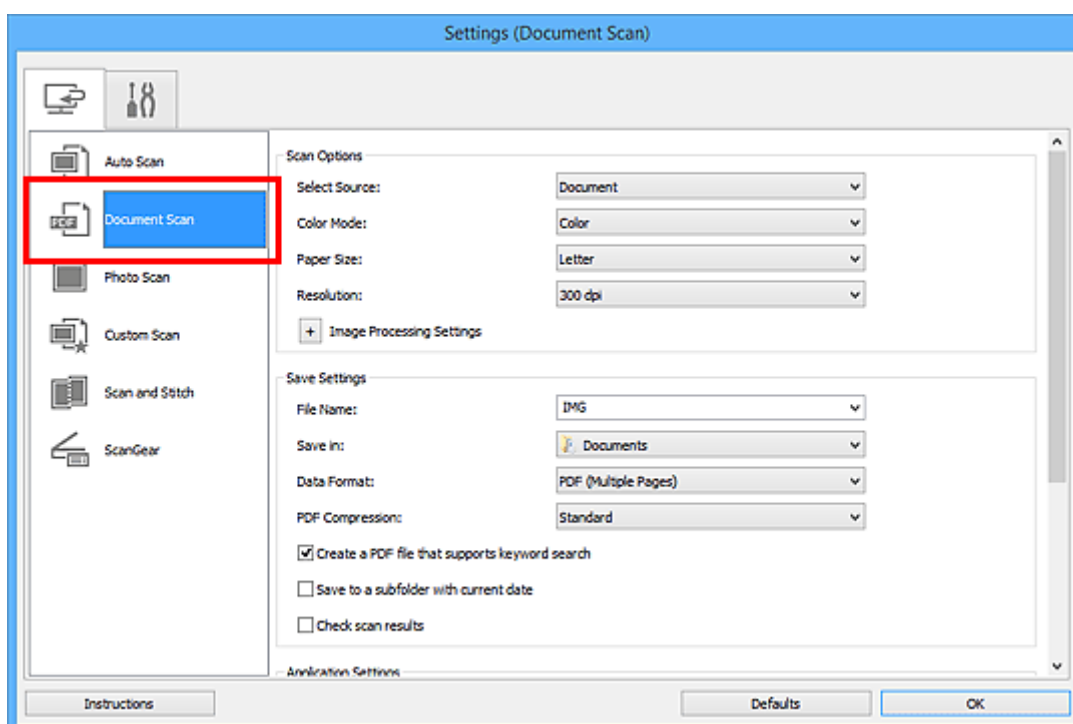 Settings (Document Scan)
Auto Scan
PDF
Document Scan
Photo Scan
Custom Scan
Scan and Stitch
ScanGear
Scan Options
Select Source: Document
Color Mode: Color
Paper Size: Letter
Resolution: 300 dpi
+ Image Processing Settings
Save Settings
File Name: IMG
Save in: Documents
Data Format: PDF (Multiple Pages)
PDF Compression: Standard
Create a PDF file that supports keyword search
Save to a subfolder with current date
Check scan results
Application Settings
Instructions Defaults OK